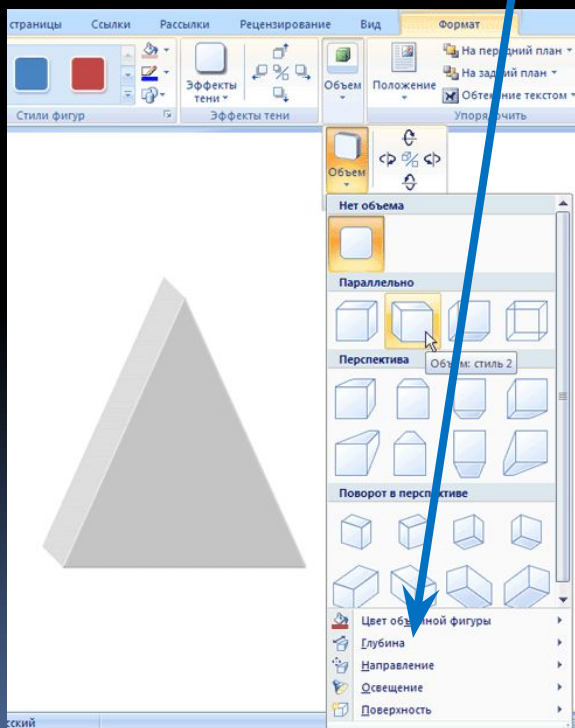 страницы Ссылки Рассылки Рецензирование Вид Формат
Эффекты тени
Объем
Положение
На передний план
На задний план
Обтекание текстом
Стили фигур Эффекты тени Упорядочить
Объем
Нет объема
Параллельно
Перспектива
Объем: стиль 2
Поворот в перспективе
Цвет объемной фигуры
Глубина
Направление
Освещение
Поверхность
сский